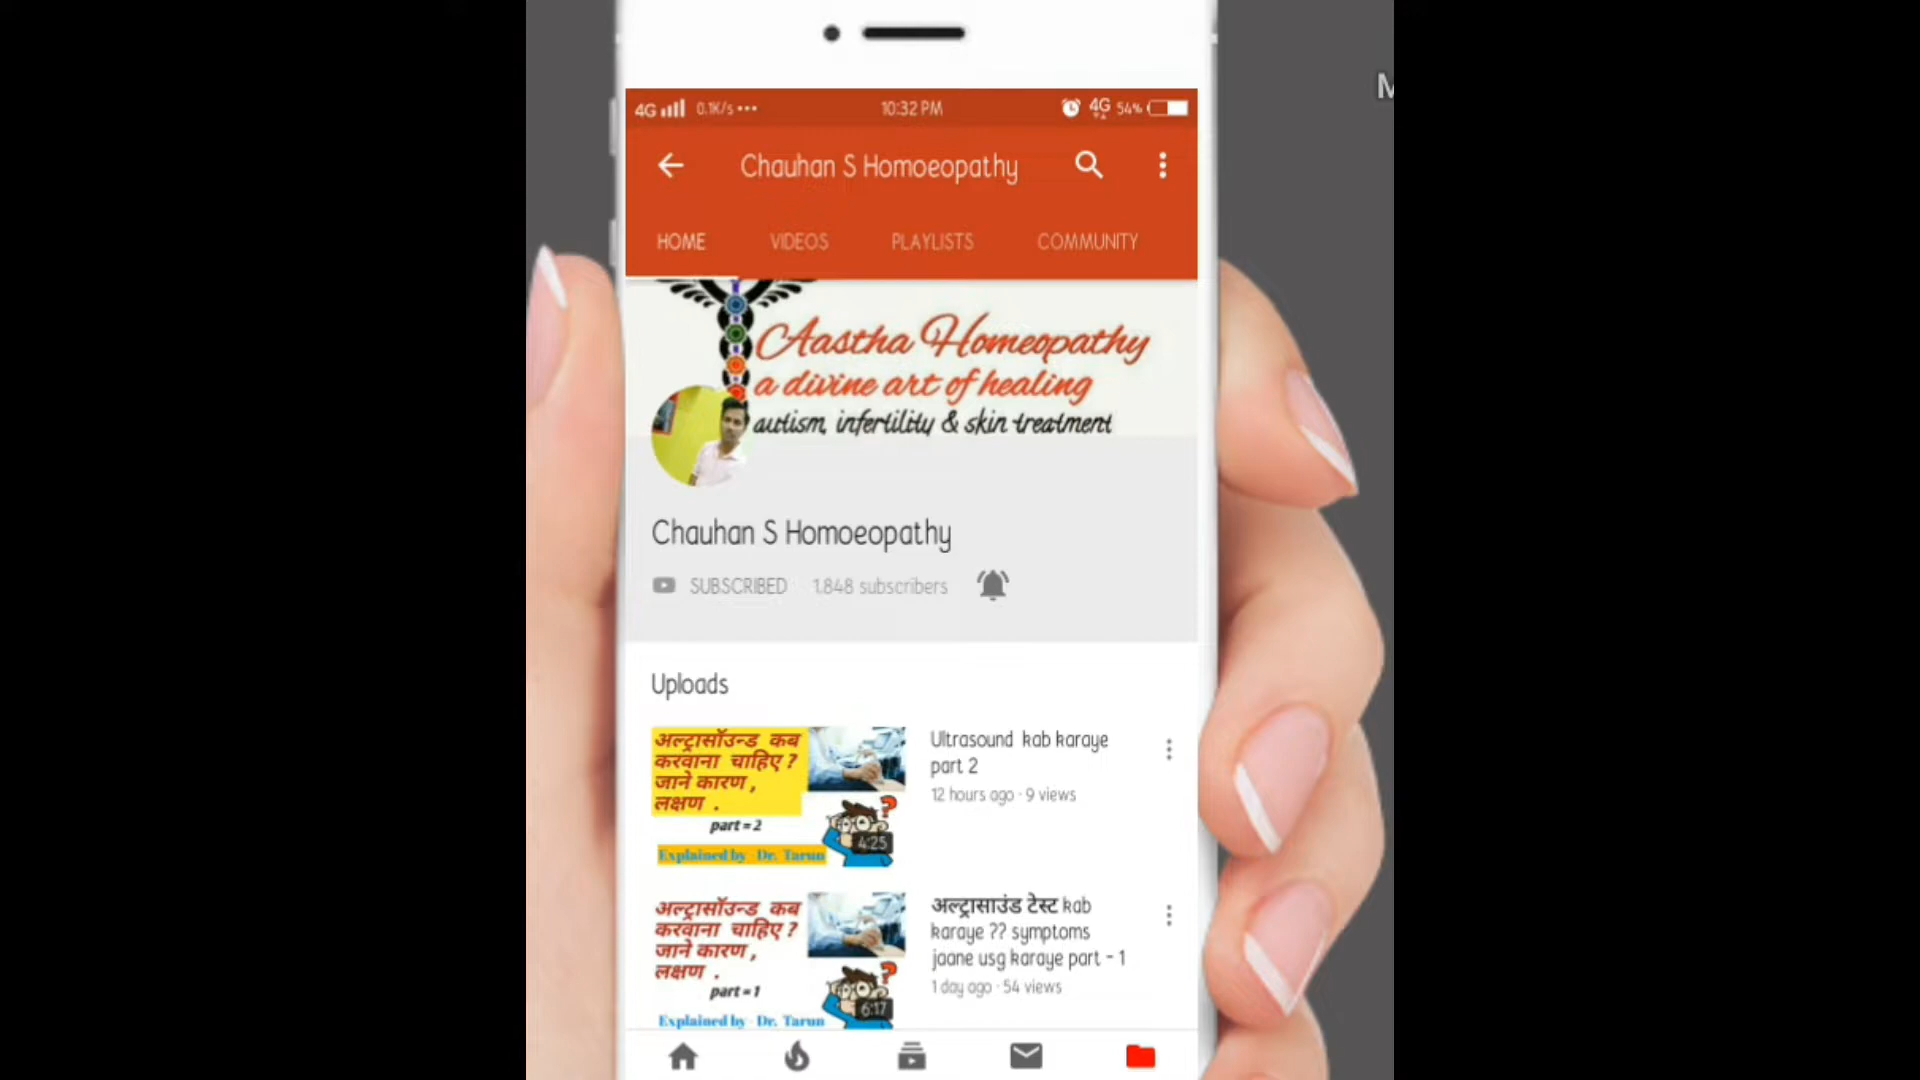 M
4G 0.1K/s ••• 10:32 PM 4G 54%
Chauhan S Homoeopathy
HOME VIDEOS PLAYLISTS COMMUNITY
Aastha Homeopathy
a divine art of healing
autism, infertility & skin treatment
Chauhan S Homoeopathy
SUBSCRIBED 1,848 subscribers
Uploads
अल्ट्रासॉउन्ड कब
करवाना चाहिए ?
जाने कारण ,
लक्षण .
part=2
Explained by - Dr. Tarun
4:25
Ultrasound kab karaye
part 2
12 hours ago · 9 views
अल्ट्रासॉउन्ड कब
करवाना चाहिए ?
जाने कारण ,
लक्षण .
part=1
Explained by - Dr. Tarun
6:17
अल्ट्रासाउंड टेस्ट kab
karaye ?? symptoms
jaane usg karaye part - 1
1 day ago · 54 views